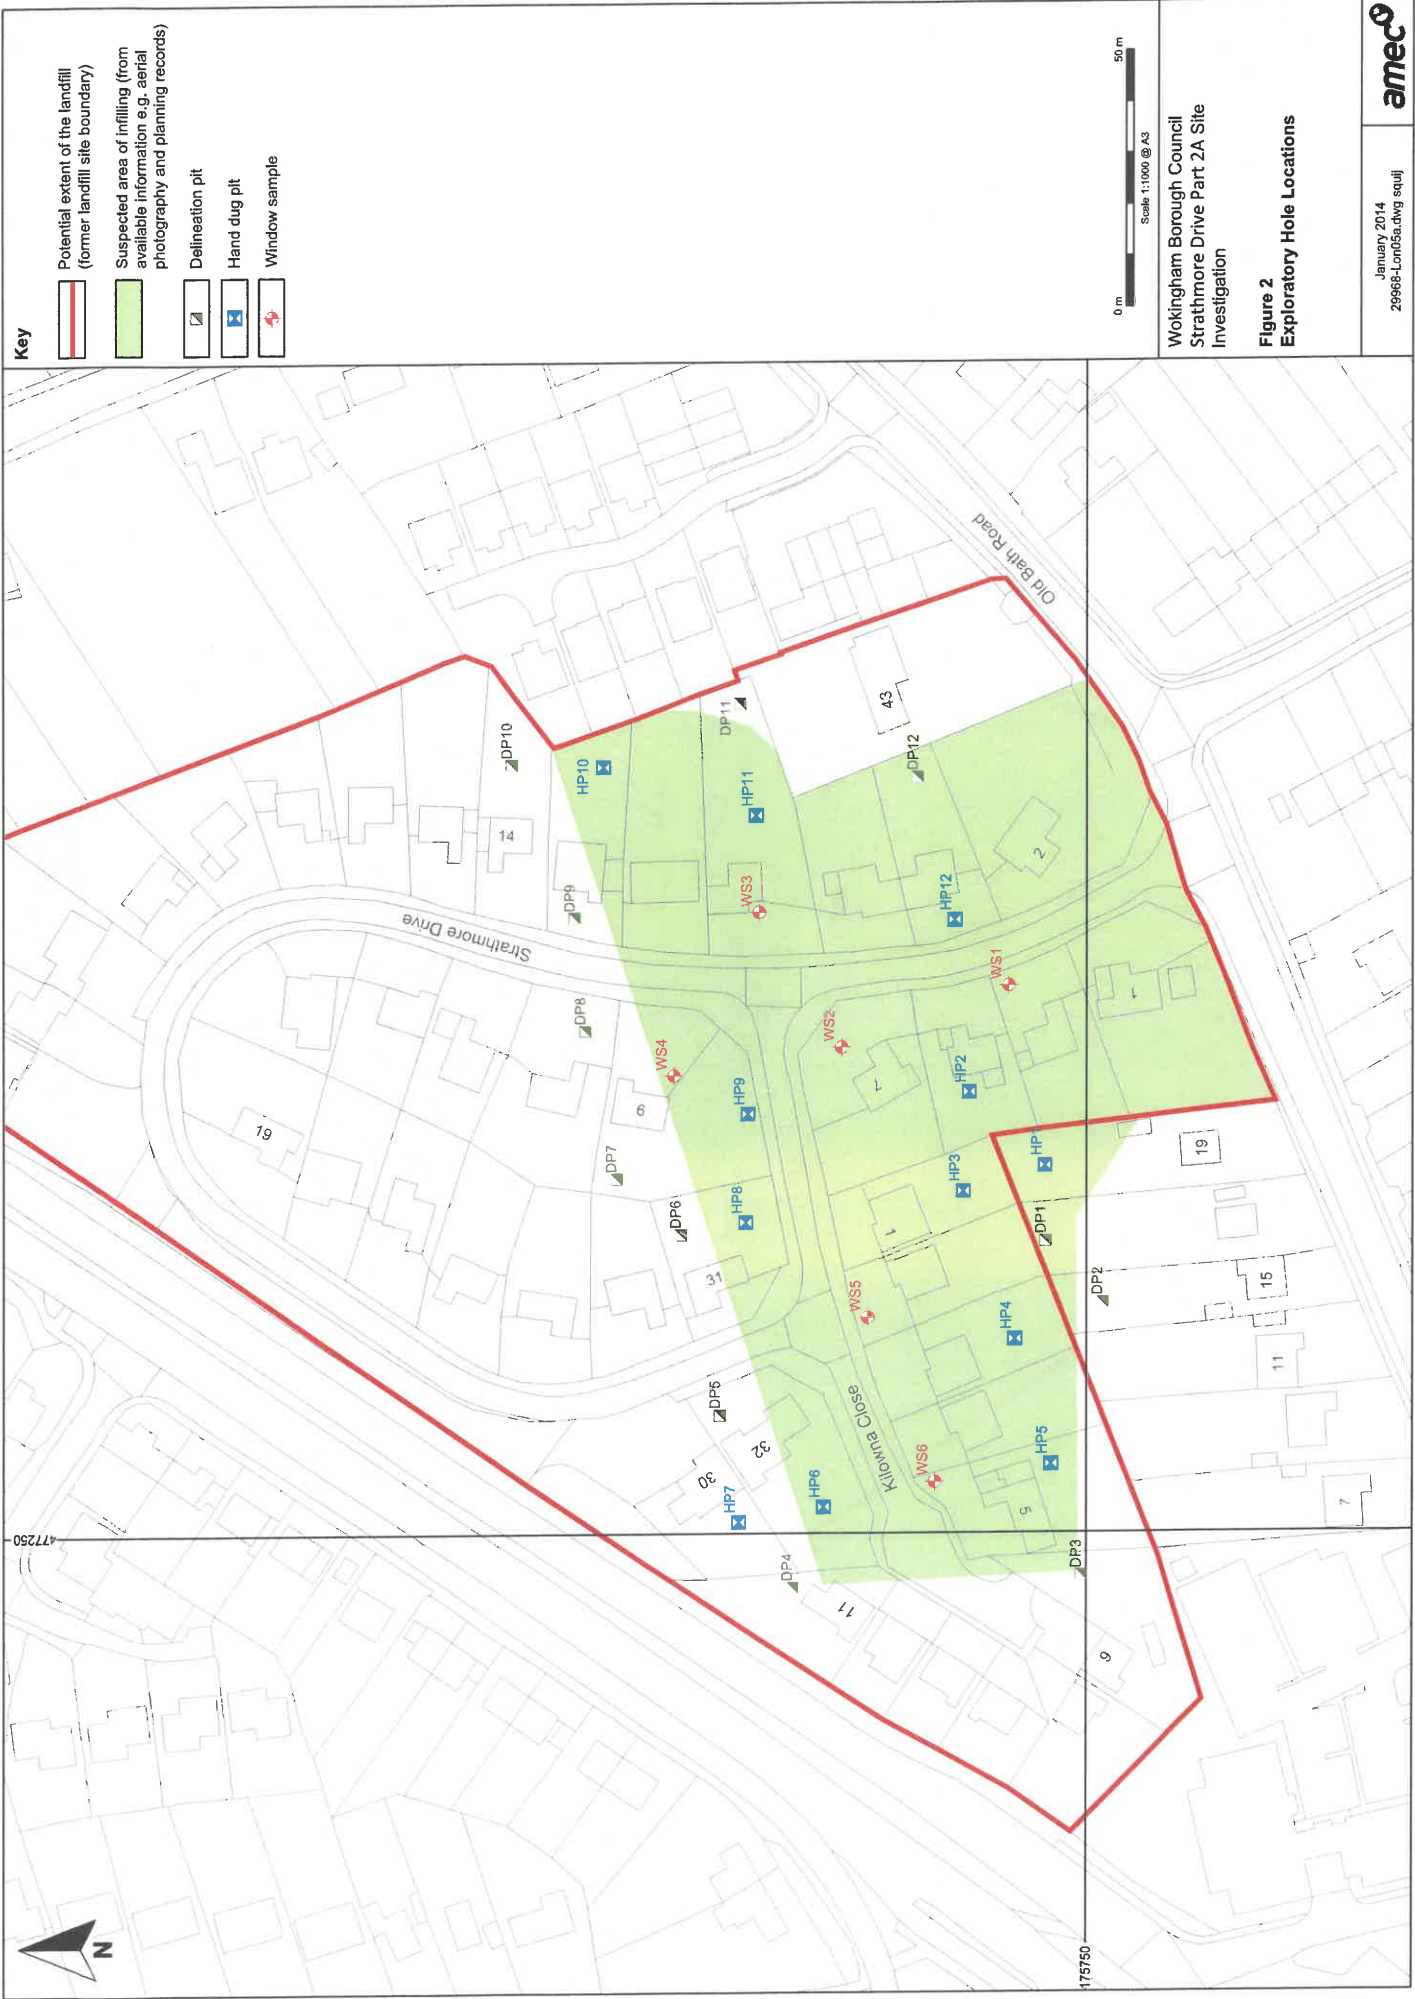 Key
Potential extent of the landfill
(former landfill site boundary)
Suspected area of infilling (from
available information e.g. aerial
photography and planning records)
Delineation pit
Hand dug pit
Window sample
0 m
50 m
Scale 1:1000 @ A3
Wokingham Borough Council
Strathmore Drive Part 2A Site
Investigation
Figure 2
Exploratory Hole Locations
January 2014
29968-Lon05a.dwg squij
amec
N
477250
175750
Strathmore Drive
Kilowna Close
Old Bath Road
DP10
14
HP10
DP9
DP8
DP11
HP11
43
DP12
WS3
HP12
2
WS1
1
WS2
7
HP2
WS4
HP9
6
DP7
DP6
HP8
31
19
HP3
HP1
19
1
DP1
DP2
WS5
HP4
15
11
DP5
32
30
HP7
HP6
WS6
HP5
5
7
DP4
11
DP3
9